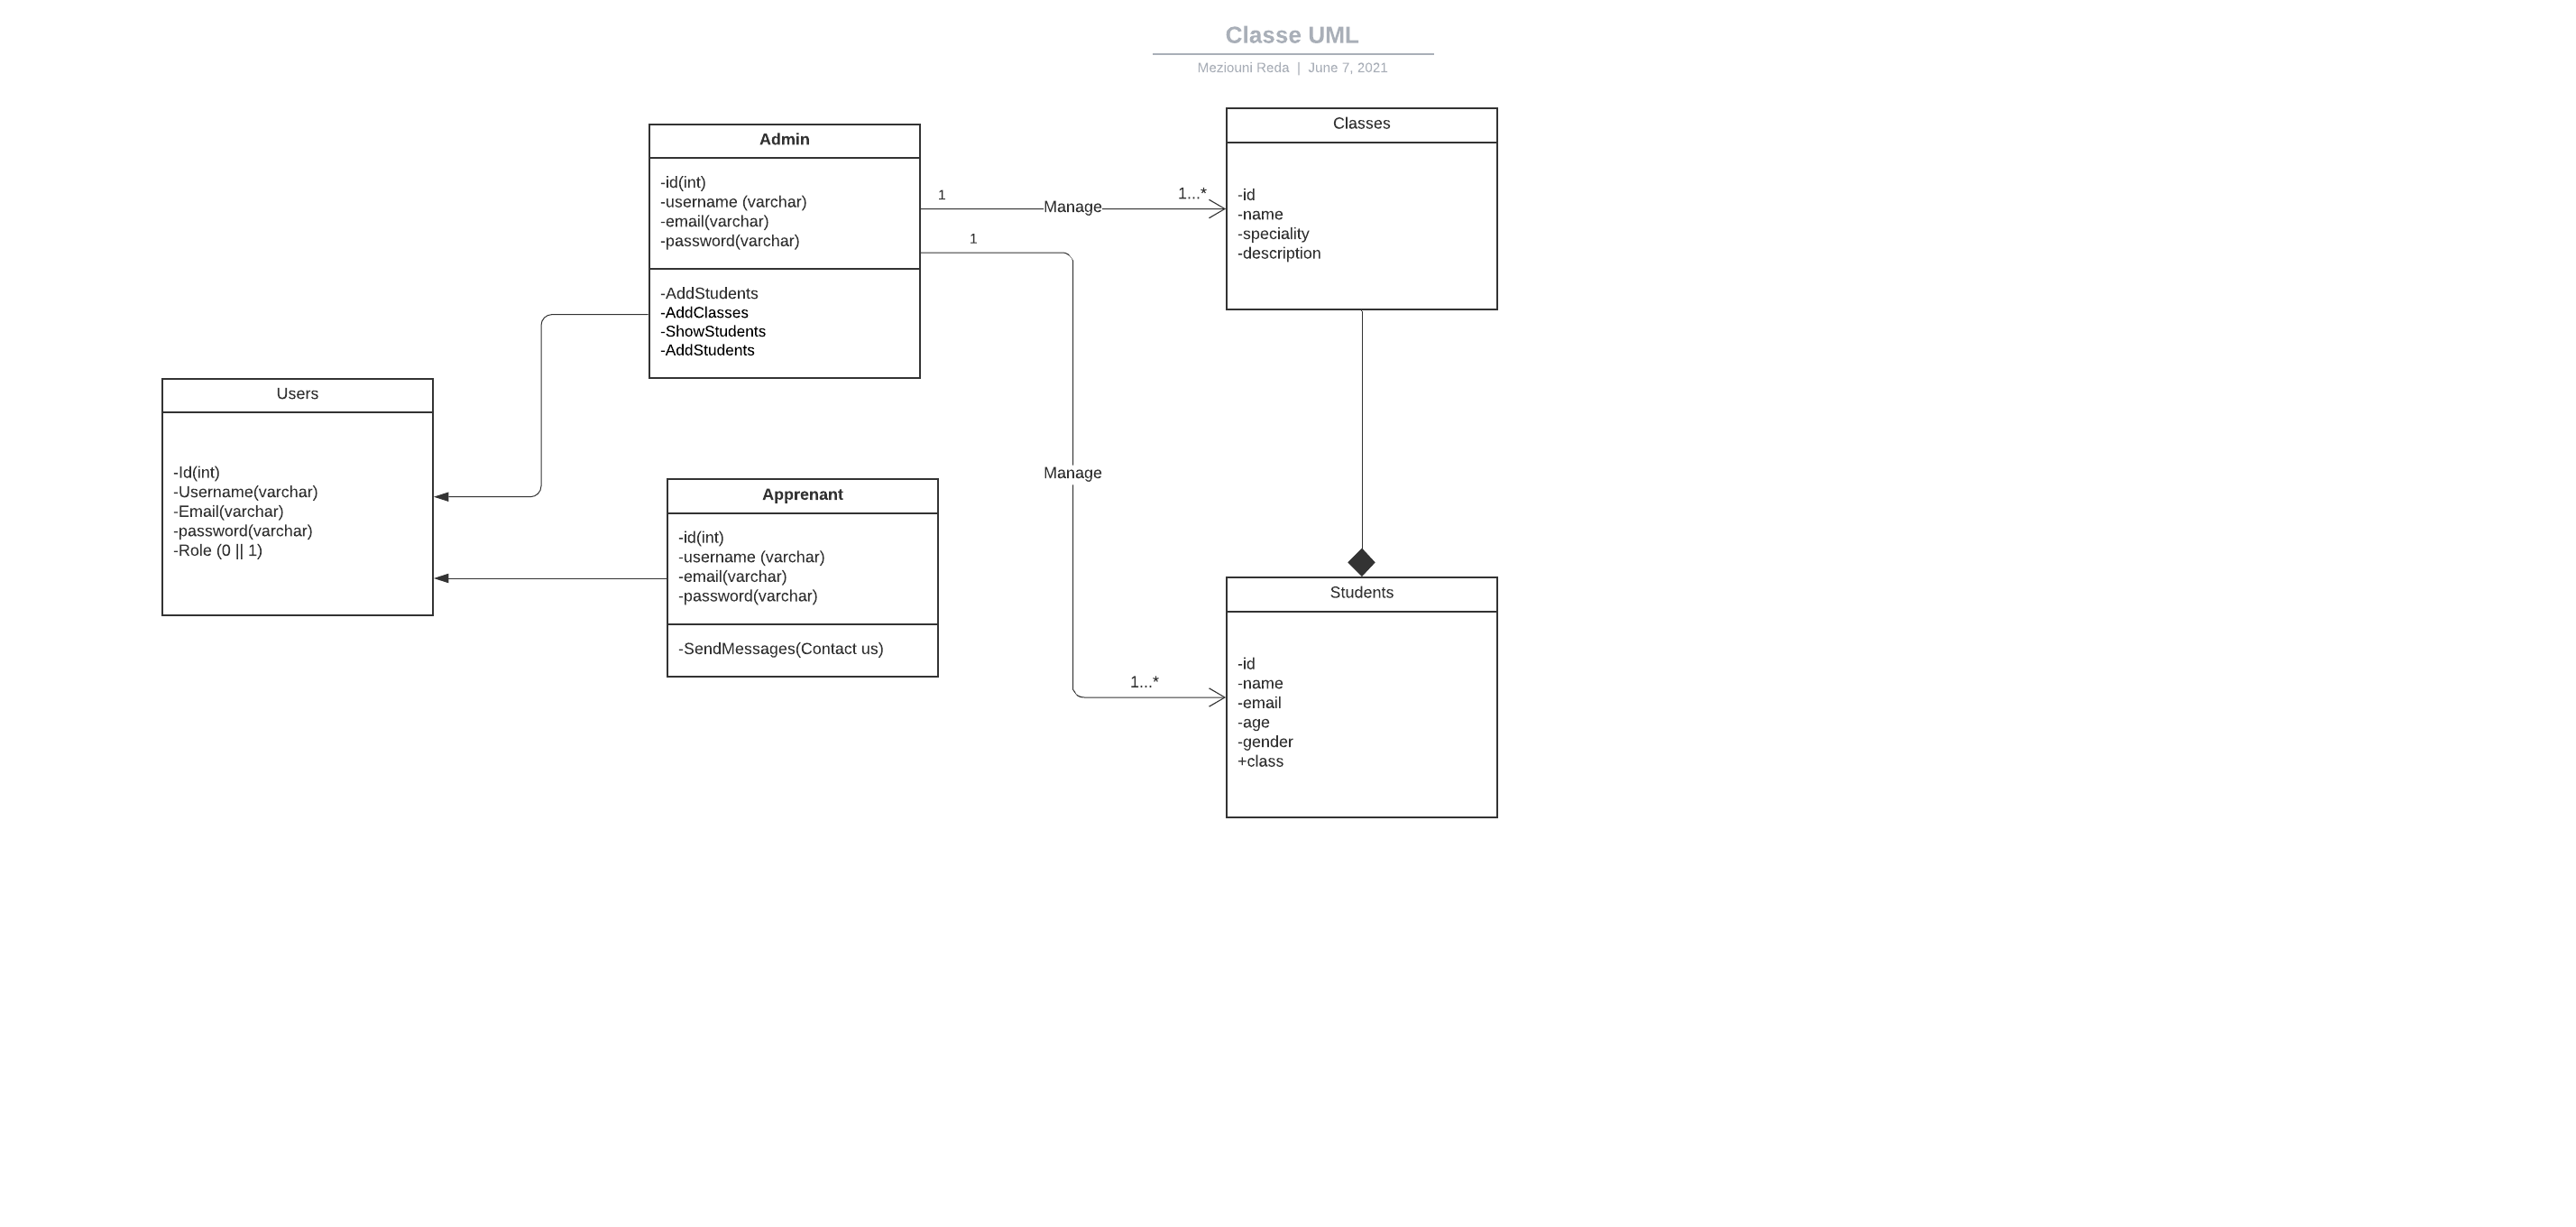 Classe UML
Meziouni Reda | June 7, 2021
Admin
-id(int)
-username (varchar)
-email(varchar)
-password(varchar)
-AddStudents
-AddClasses
-ShowStudents
-AddStudents
1
Manage
1...*
1
Manage
1...*
Classes
-id
-name
-speciality
-description
Users
-Id(int)
-Username(varchar)
-Email(varchar)
-password(varchar)
-Role (0 || 1)
Apprenant
-id(int)
-username (varchar)
-email(varchar)
-password(varchar)
-SendMessages(Contact us)
Students
-id
-name
-email
-age
-gender
+class